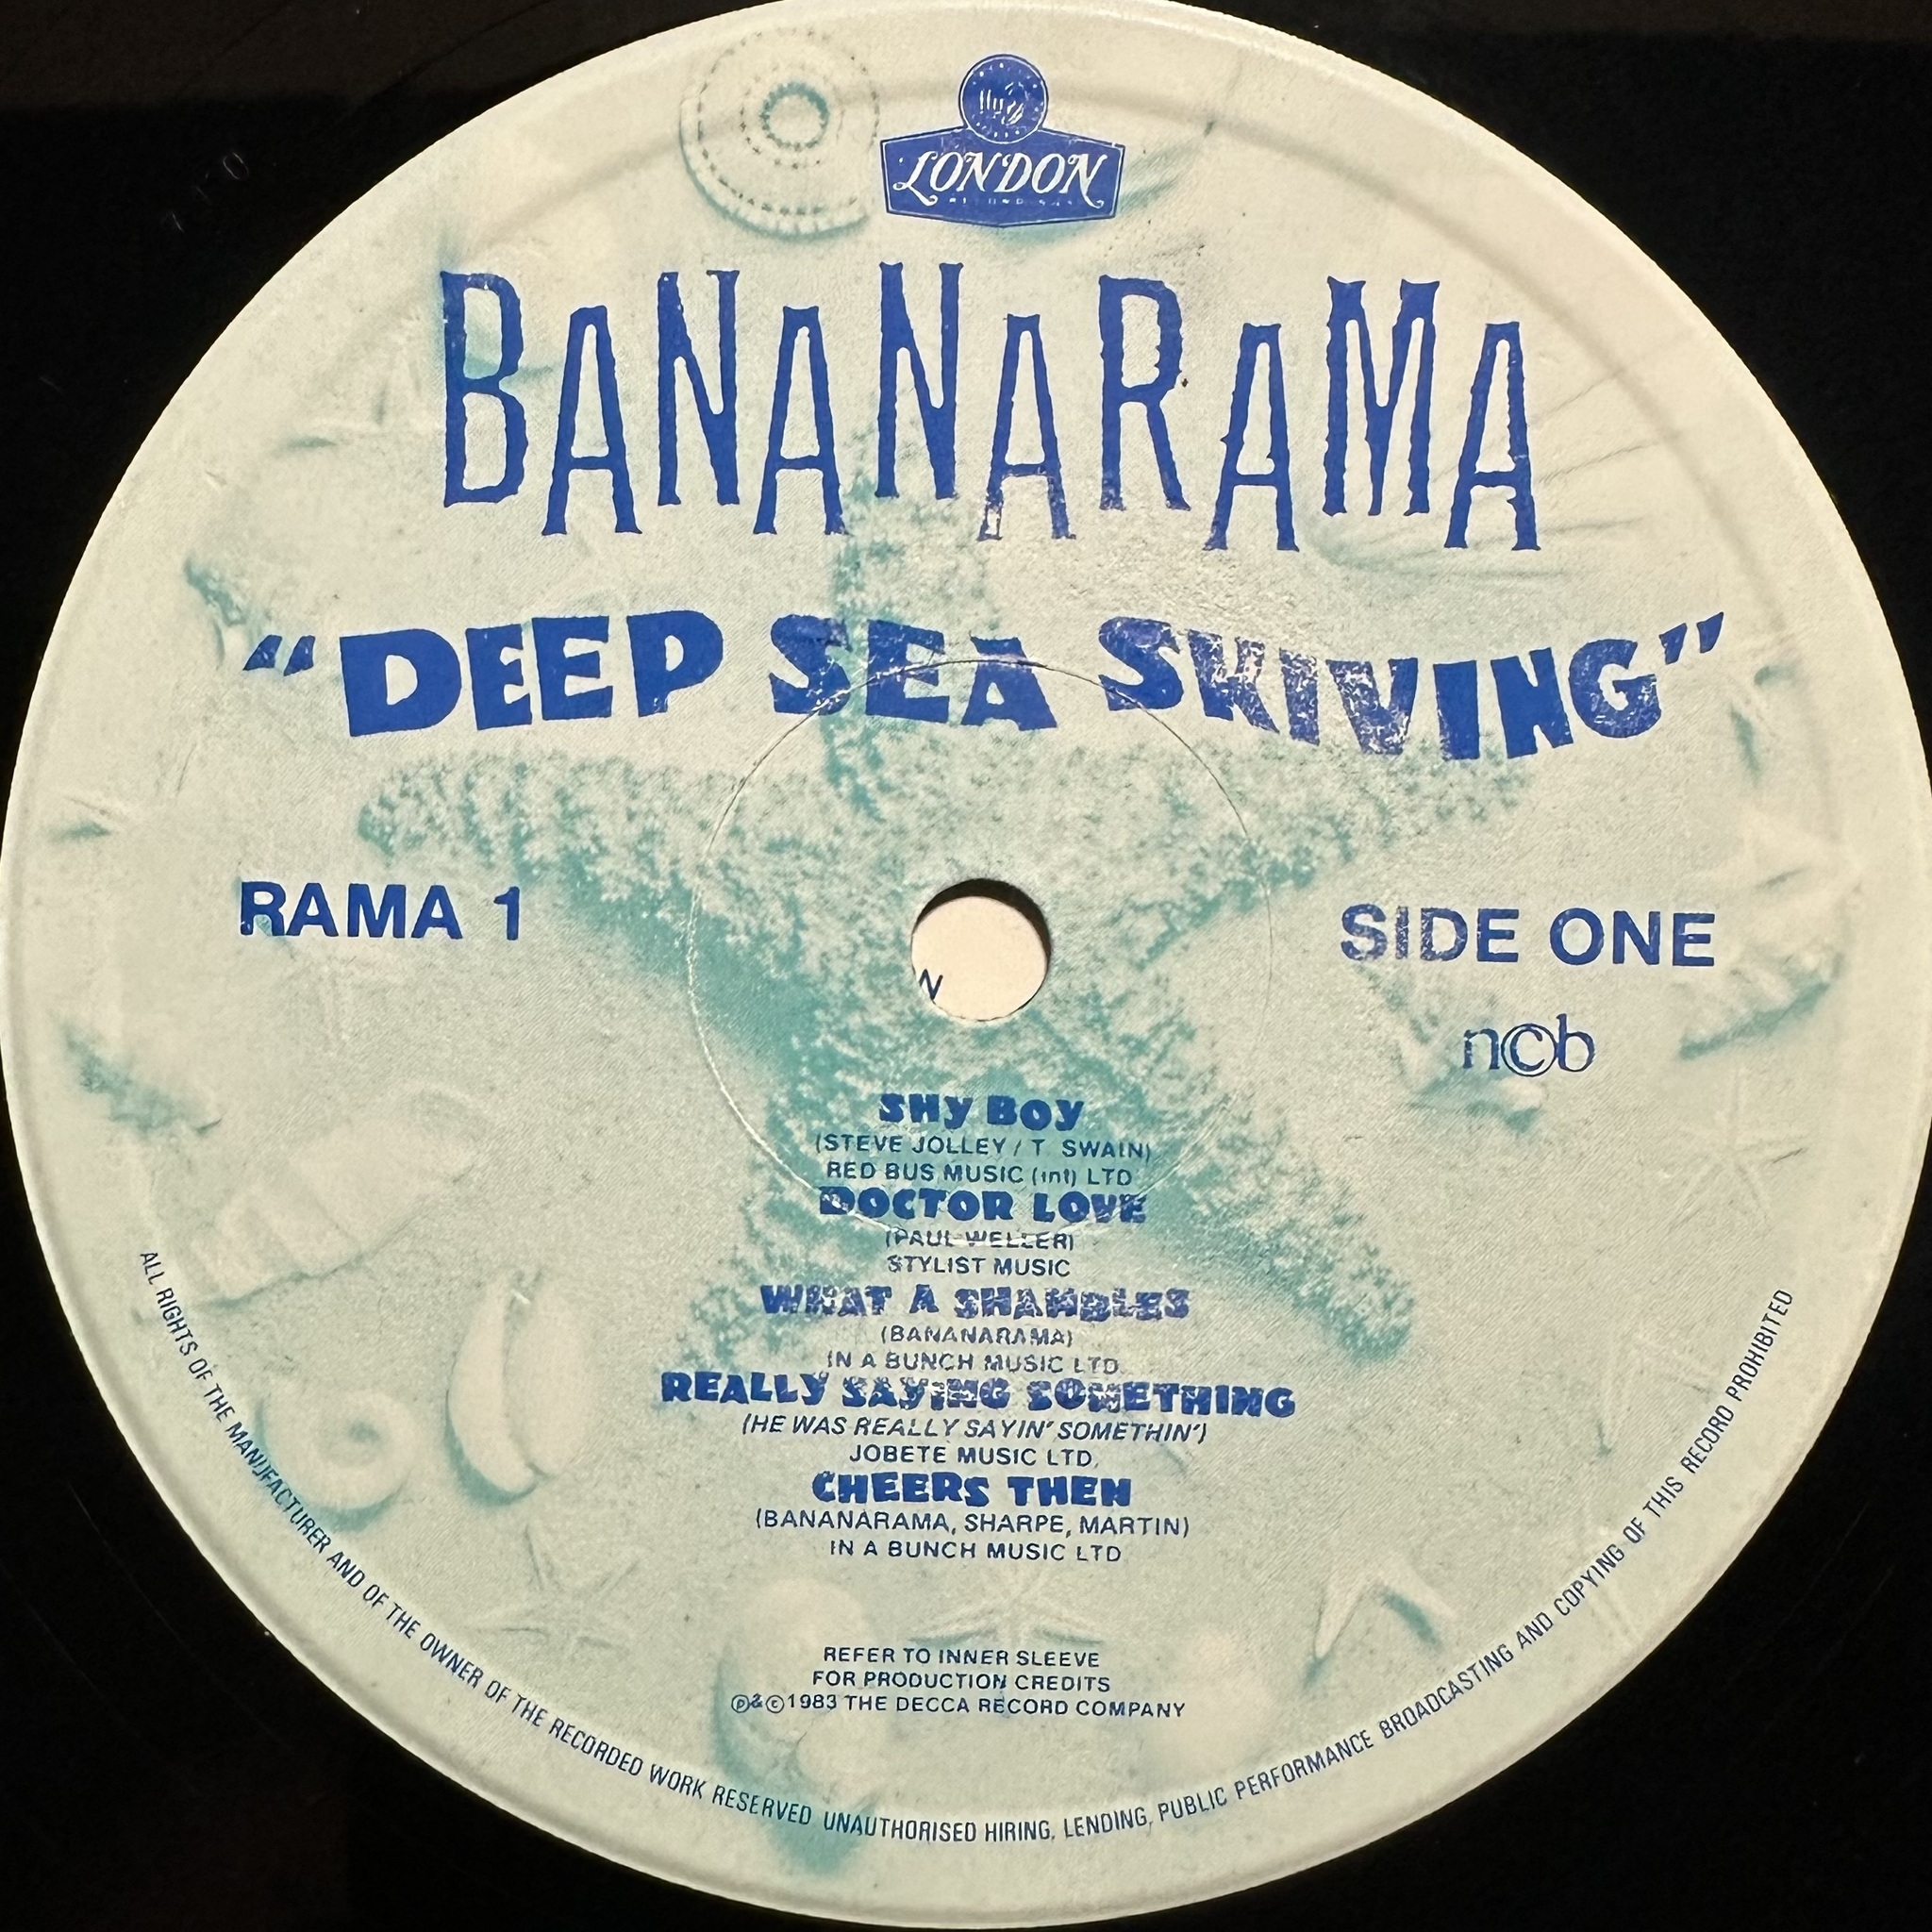 LONDON
BANANARAMA
"DEEP SEA SKIVING"
RAMA 1
SIDE ONE
n©b
SHY BOY
(STEVE JOLLEY / T. SWAIN)
RED BUS MUSIC (int) LTD
DOCTOR LOVE
(PAUL WELLER)
STYLIST MUSIC
WHAT A SHAMBLES
(BANANARAMA)
IN A BUNCH MUSIC LTD.
REALLY SAYING SOMETHING
(HE WAS REALLY SAYIN' SOMETHIN')
JOBETE MUSIC LTD.
CHEERS THEN
(BANANARAMA, SHARPE, MARTIN)
IN A BUNCH MUSIC LTD
REFER TO INNER SLEEVE
FOR PRODUCTION CREDITS
℗&©1983 THE DECCA RECORD COMPANY
ALL RIGHTS OF THE MANUFACTURER AND OF THE OWNER OF THE RECORDED WORK RESERVED UNAUTHORISED HIRING, LENDING, PUBLIC PERFORMANCE BROADCASTING AND COPYING OF THIS RECORD PROHIBITED